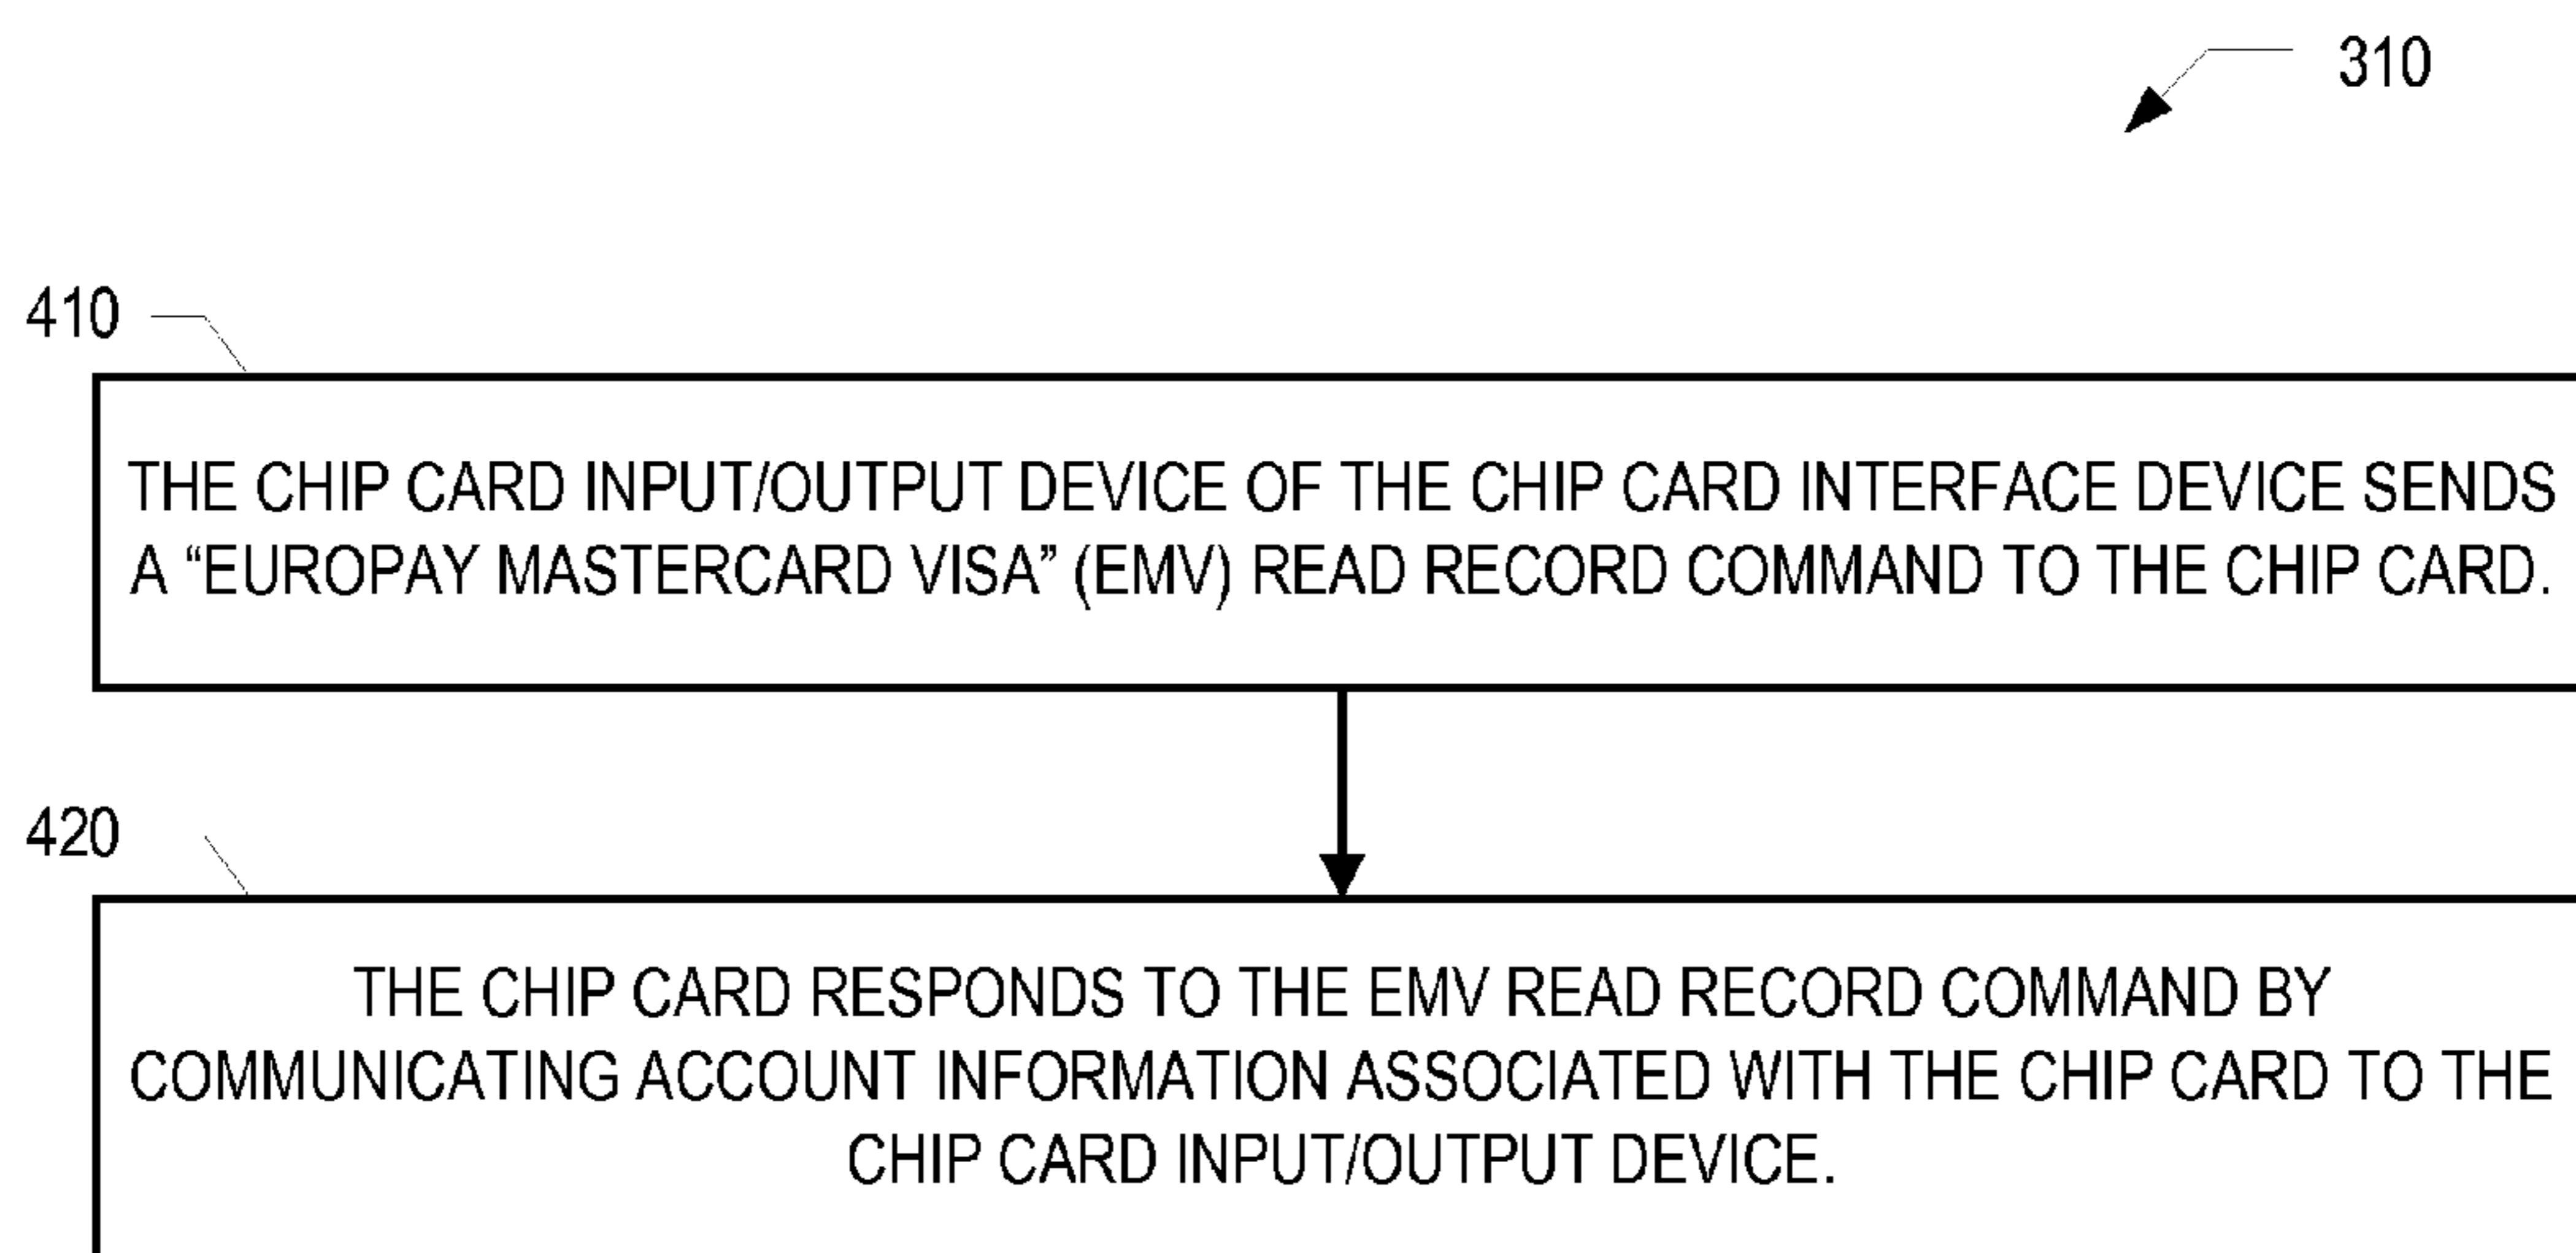 310
410
THE CHIP CARD INPUT/OUTPUT DEVICE OF THE CHIP CARD INTERFACE DEVICE SENDS
A “EUROPAY MASTERCARD VISA” (EMV) READ RECORD COMMAND TO THE CHIP CARD.
420
THE CHIP CARD RESPONDS TO THE EMV READ RECORD COMMAND BY
COMMUNICATING ACCOUNT INFORMATION ASSOCIATED WITH THE CHIP CARD TO THE
CHIP CARD INPUT/OUTPUT DEVICE.